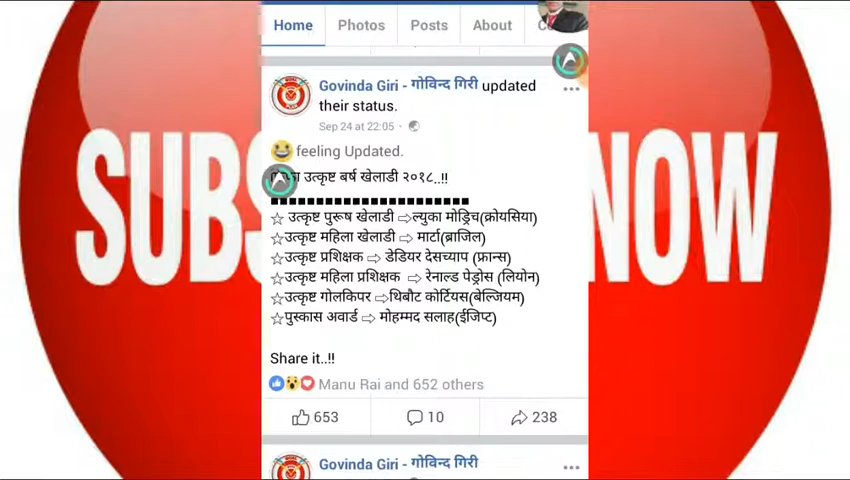 Home Photos Posts About
SUBS NOW
Govinda Giri - गोविन्द गिरी updated
their status.
Sep 24 at 22:05
feeling Updated.
उत्कृष्ट बर्ष खेलाडी २०१८..!!
☆ उत्कृष्ट पुरूष खेलाडी ⇨ल्युका मोड्रिच(क्रोयसिया)
☆उत्कृष्ट महिला खेलाडी ⇨ मार्टा(ब्राजिल)
☆उत्कृष्ट प्रशिक्षक ⇨ डेडियर देसच्याप (फ्रान्स)
☆उत्कृष्ट महिला प्रशिक्षक ⇨ रेनाल्ड पेड्रोस (लियोन)
☆उत्कृष्ट गोलकिपर ⇨थिबौट कोर्टियस(बेल्जियम)
☆पुस्कास अवार्ड ⇨ मोहम्मद सलाह(ईजिप्ट)
Share it..!!
Manu Rai and 652 others
653 10 238
Govinda Giri - गोविन्द गिरी